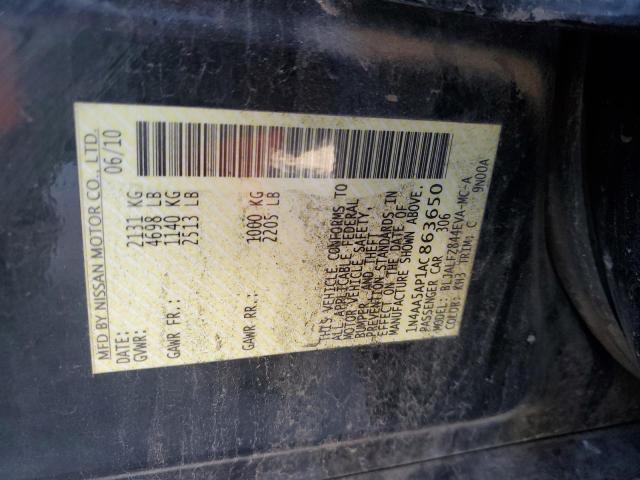 MFD BY NISSAN MOTOR CO., LTD.
DATE: 06/10
GVWR: 2131 KG
4698 LB
GAWR FR.: 1140 KG
2513 LB
GAWR RR.: 1000 KG
2205 LB
THIS VEHICLE CONFORMS TO
ALL APPLICABLE FEDERAL
MOTOR VEHICLE SAFETY,
BUMPER, AND THEFT
PREVENTION STANDARDS IN
EFFECT ON THE DATE OF
MANUFACTURE SHOWN ABOVE.
1N4AA5AP1AC863650
PASSENGER CAR 306
MODEL: BLJALFZ844EVA-MC-A
COLOR: KH3 TRIM: C 9N00A